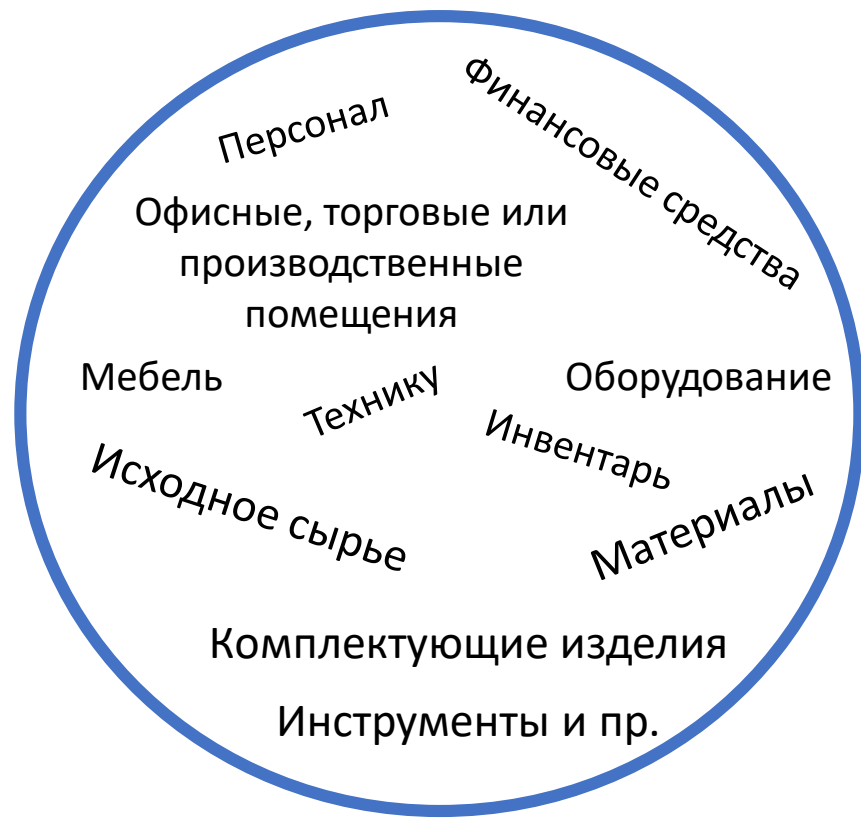 Персонал
Финансовые средства
Офисные, торговые или
производственные
помещения
Мебель
Технику
Оборудование
Инвентарь
Исходное сырье
Материалы
Комплектующие изделия
Инструменты и пр.